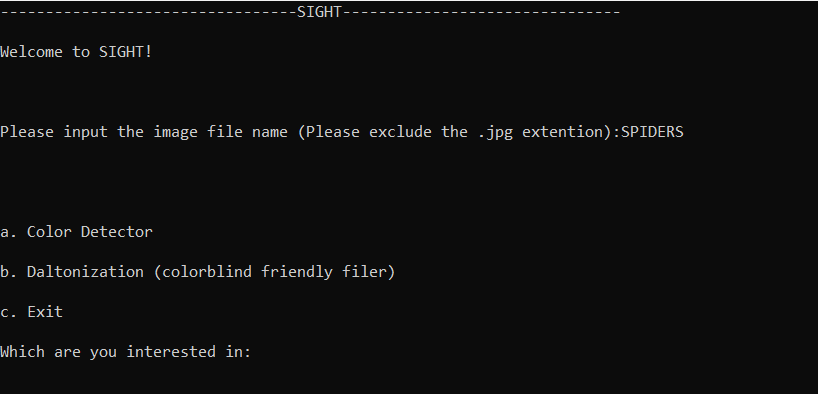 ---------------------------------SIGHT-------------------------------
Welcome to SIGHT!
Please input the image file name (Please exclude the .jpg extention):SPIDERS
a. Color Detector
b. Daltonization (colorblind friendly filer)
c. Exit
Which are you interested in: